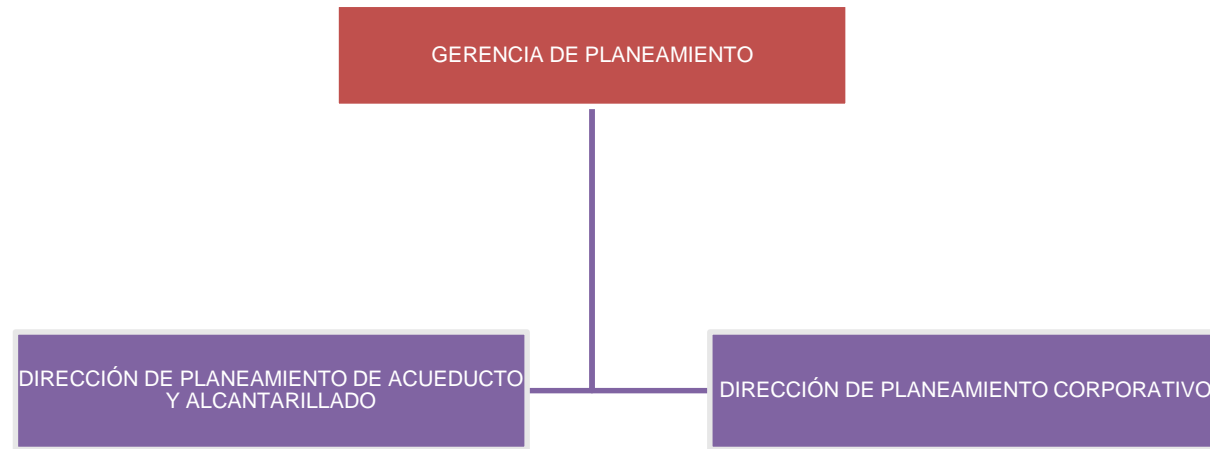 GERENCIA DE PLANEAMIENTO
DIRECCIÓN DE PLANEAMIENTO DE ACUEDUCTO
Y ALCANTARILLADO
DIRECCIÓN DE PLANEAMIENTO CORPORATIVO